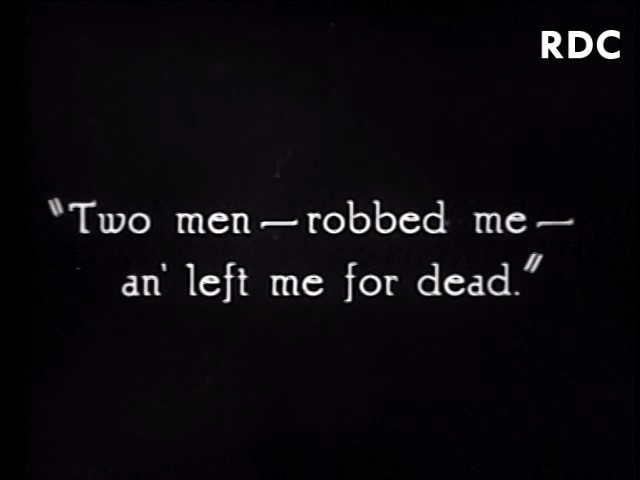 RDC
"Two men—robbed me—
an' left me for dead."